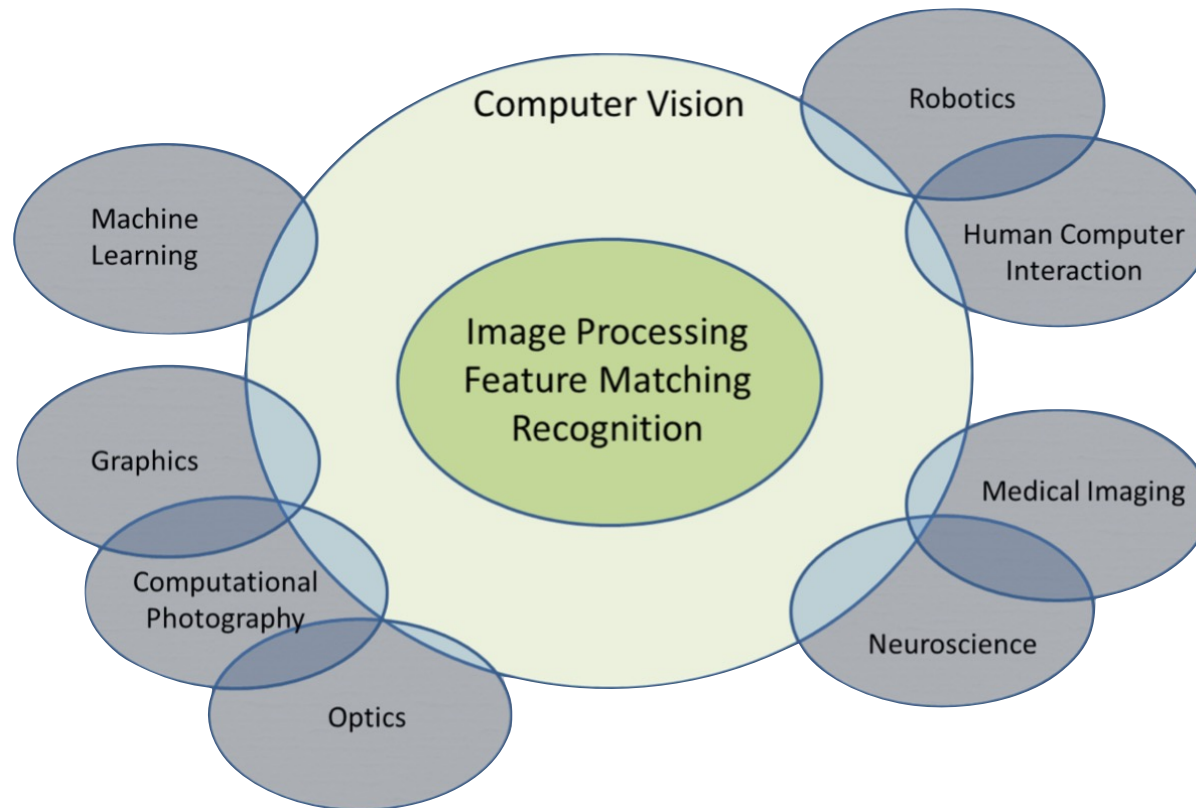 Computer Vision
Robotics
Machine
Learning
Human Computer
Interaction
Image Processing
Feature Matching
Recognition
Graphics
Medical Imaging
Computational
Photography
Neuroscience
Optics